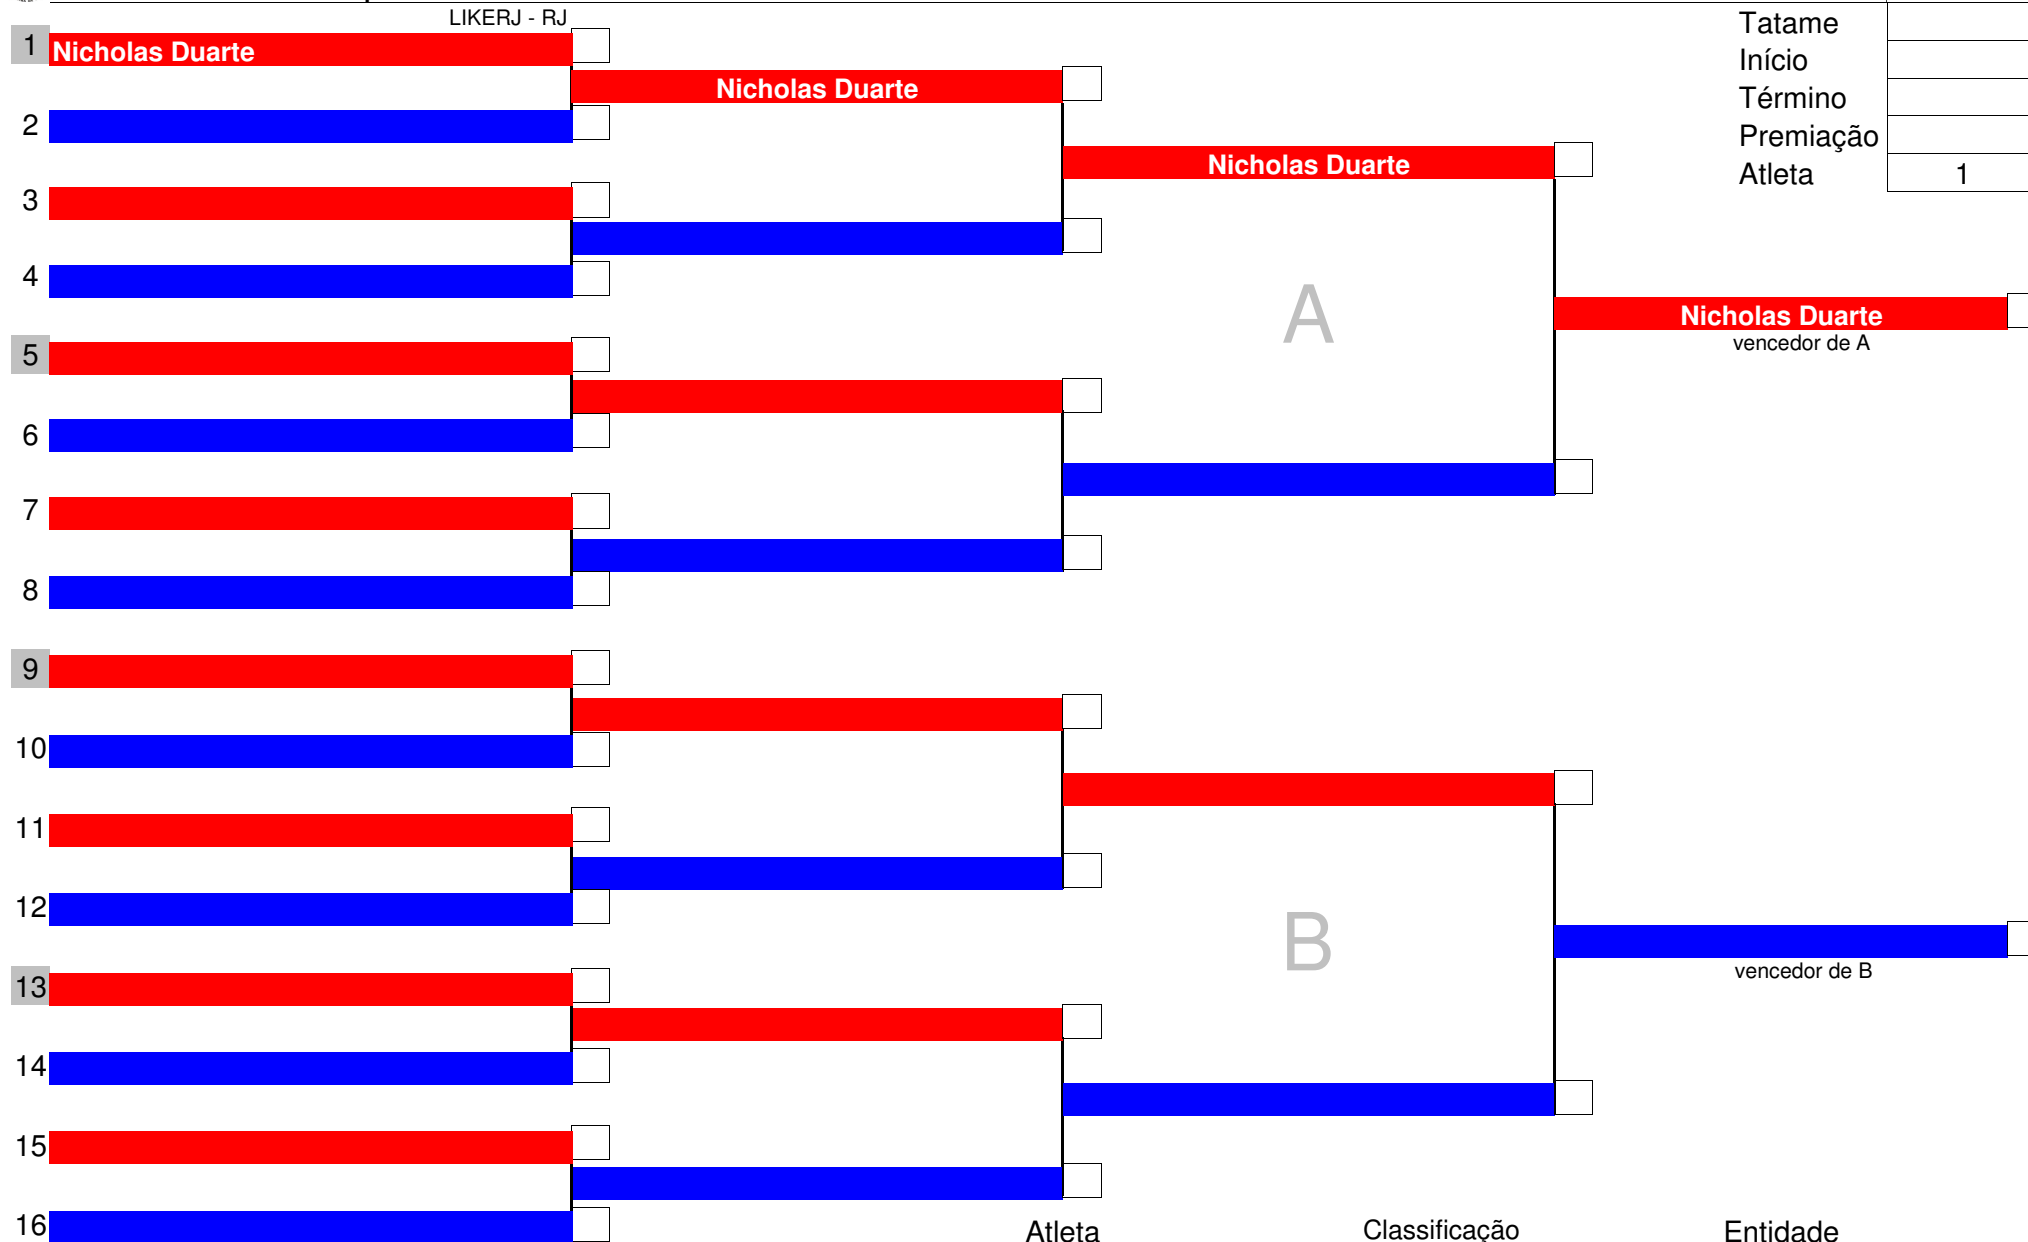 LIKERJ - RJ
Tatame
1 Nicholas Duarte
Início
Nicholas Duarte
Término
2
Premiação
Nicholas Duarte
Atleta 1
3
4
A
Nicholas Duarte
vencedor de A
5
6
7
8
9
10
11
12
B
vencedor de B
13
14
15
16
Atleta Classificação Entidade